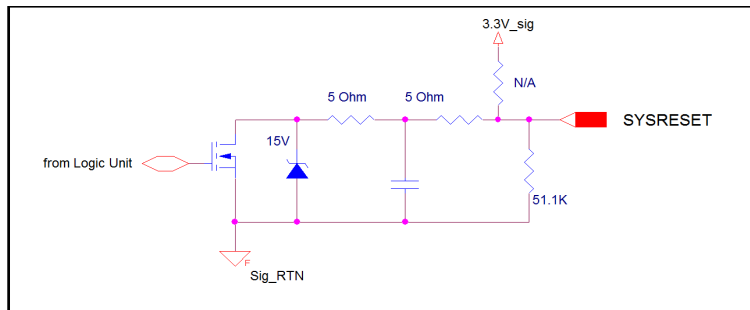 3.3V_sig
N/A
5 Ohm
5 Ohm
SYSRESET
15V
from Logic Unit
51.1K
F
Sig_RTN